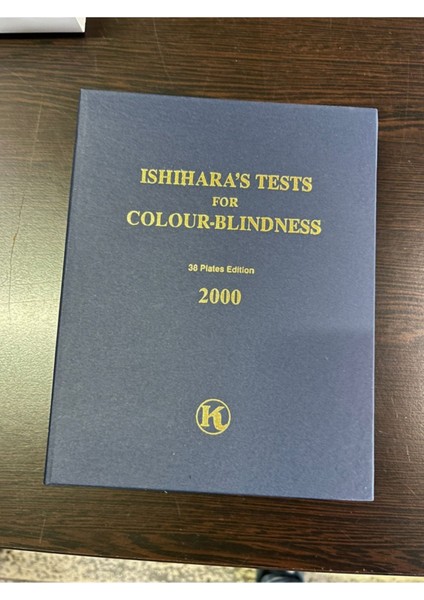 ISHIHARA'S TESTS
FOR
COLOUR-BLINDNESS
38 Plates Edition
2000
K